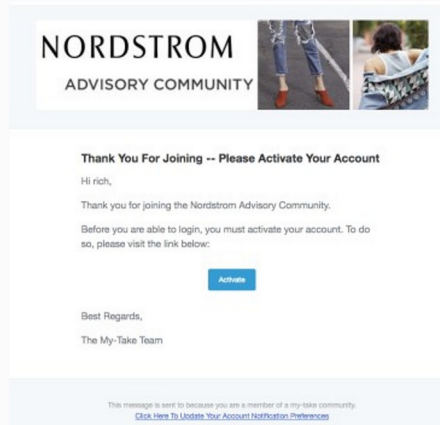 NORDSTROM
ADVISORY COMMUNITY
Thank You For Joining -- Please Activate Your Account
Hi rich,
Thank you for joining the Nordstrom Advisory Community.
Before you are able to login, you must activate your account. To do
so, please visit the link below:
Activate
Best Regards,
The My-Take Team
This message is sent to because you are a member of a my-take community.
Click Here To Update Your Account Notification Preferences